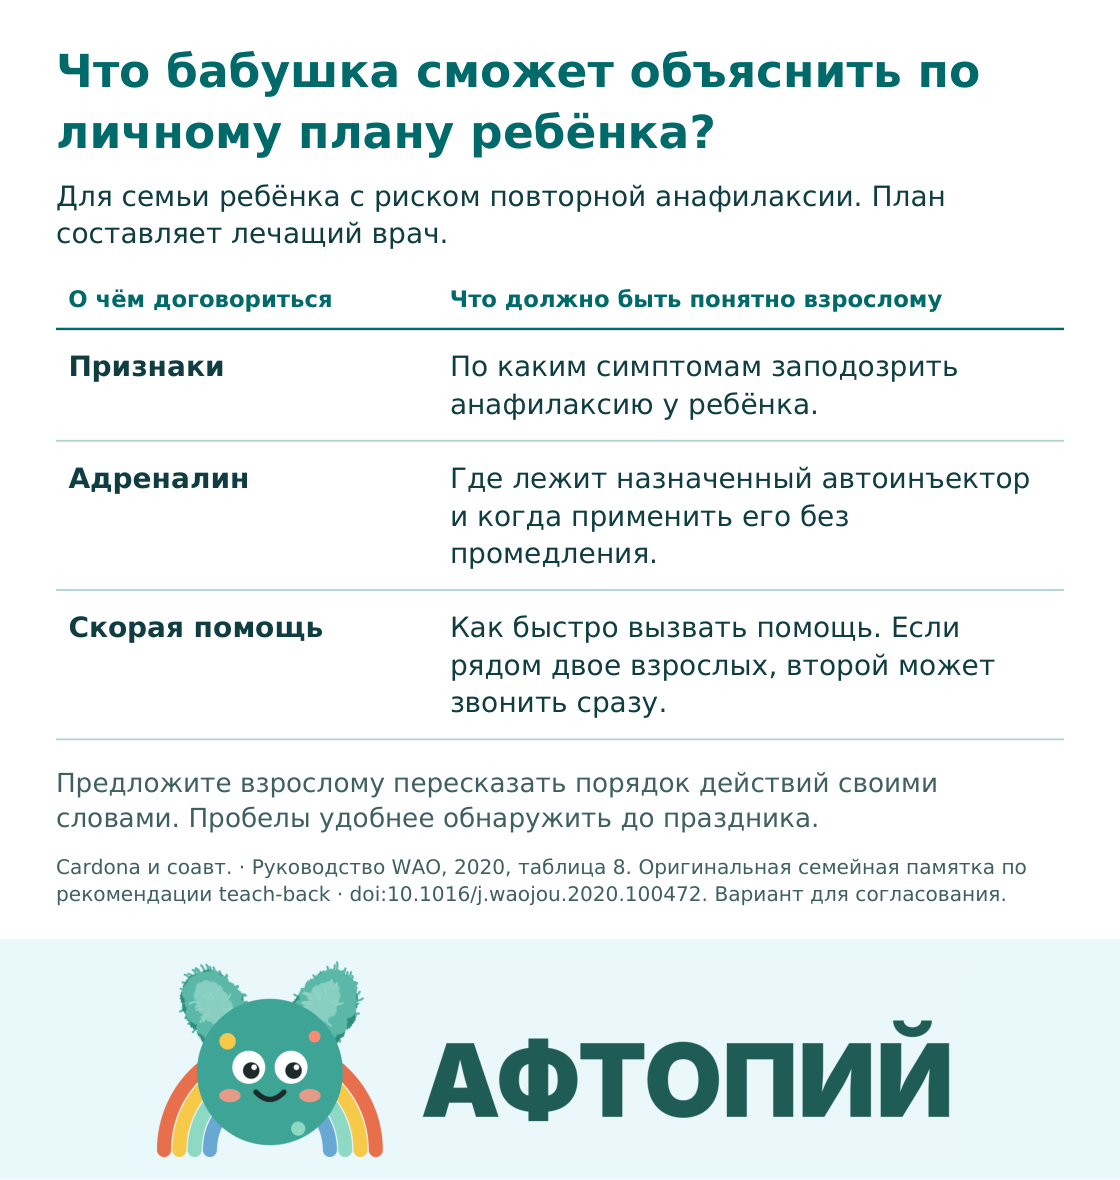 Что бабушка сможет объяснить по
личному плану ребёнка?
Для семьи ребёнка с риском повторной анафилаксии. План
составляет лечащий врач.
О чём договориться
Что должно быть понятно взрослому
Признаки
По каким симптомам заподозрить
анафилаксию у ребёнка.
Адреналин
Где лежит назначенный автоинъектор
и когда применить его без
промедления.
Скорая помощь
Как быстро вызвать помощь. Если
рядом двое взрослых, второй может
звонить сразу.
Предложите взрослому пересказать порядок действий своими
словами. Пробелы удобнее обнаружить до праздника.
Cardona и соавт. · Руководство WAO, 2020, таблица 8. Оригинальная семейная памятка по
рекомендации teach-back · doi:10.1016/j.waojou.2020.100472. Вариант для согласования.
АФТОПИЙ